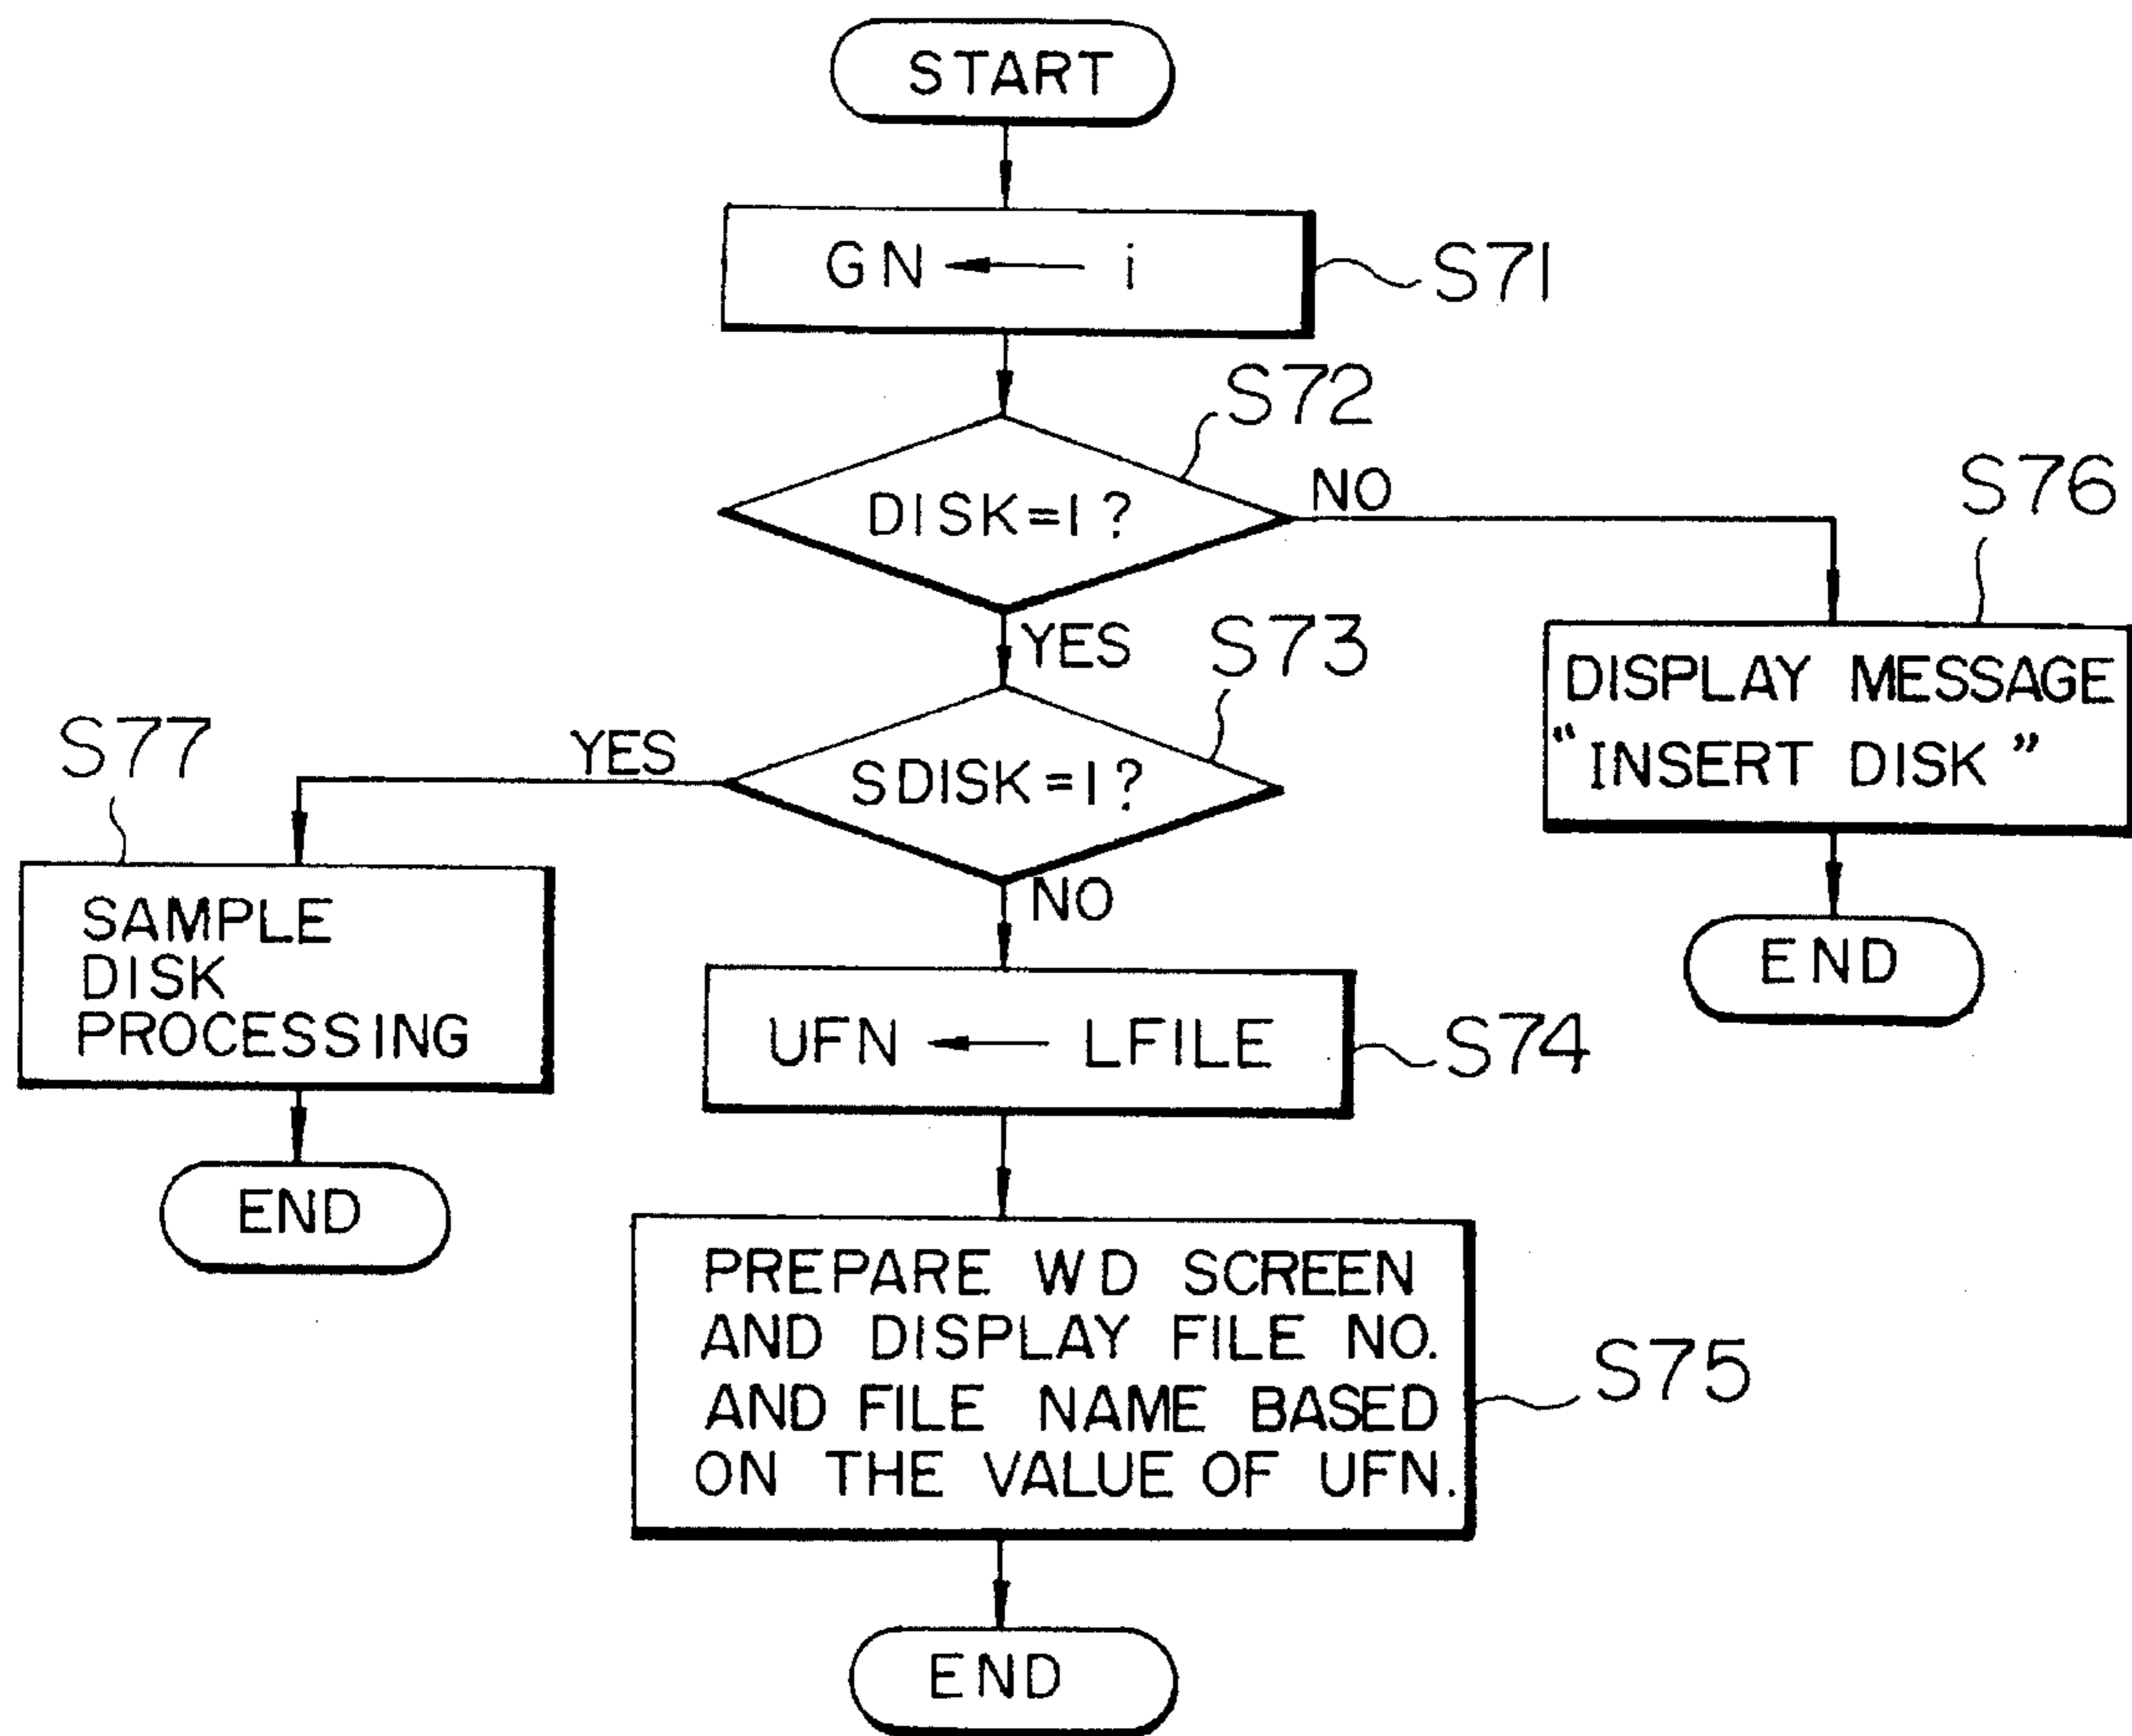 START
GN ← i
S71
S72
DISK=1?
NO
S76
YES
S73
DISPLAY MESSAGE
"INSERT DISK"
S77
YES
SDISK=1?
NO
SAMPLE
DISK
PROCESSING
END
UFN ← LFILE
S74
END
PREPARE WD SCREEN
AND DISPLAY FILE NO.
AND FILE NAME BASED
ON THE VALUE OF UFN.
S75
END